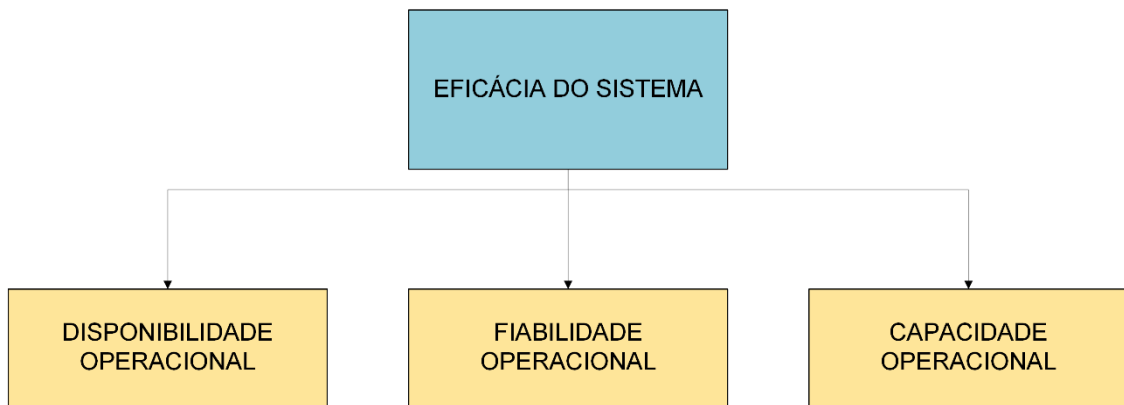 EFICÁCIA DO SISTEMA
DISPONIBILIDADE
OPERACIONAL
FIABILIDADE
OPERACIONAL
CAPACIDADE
OPERACIONAL